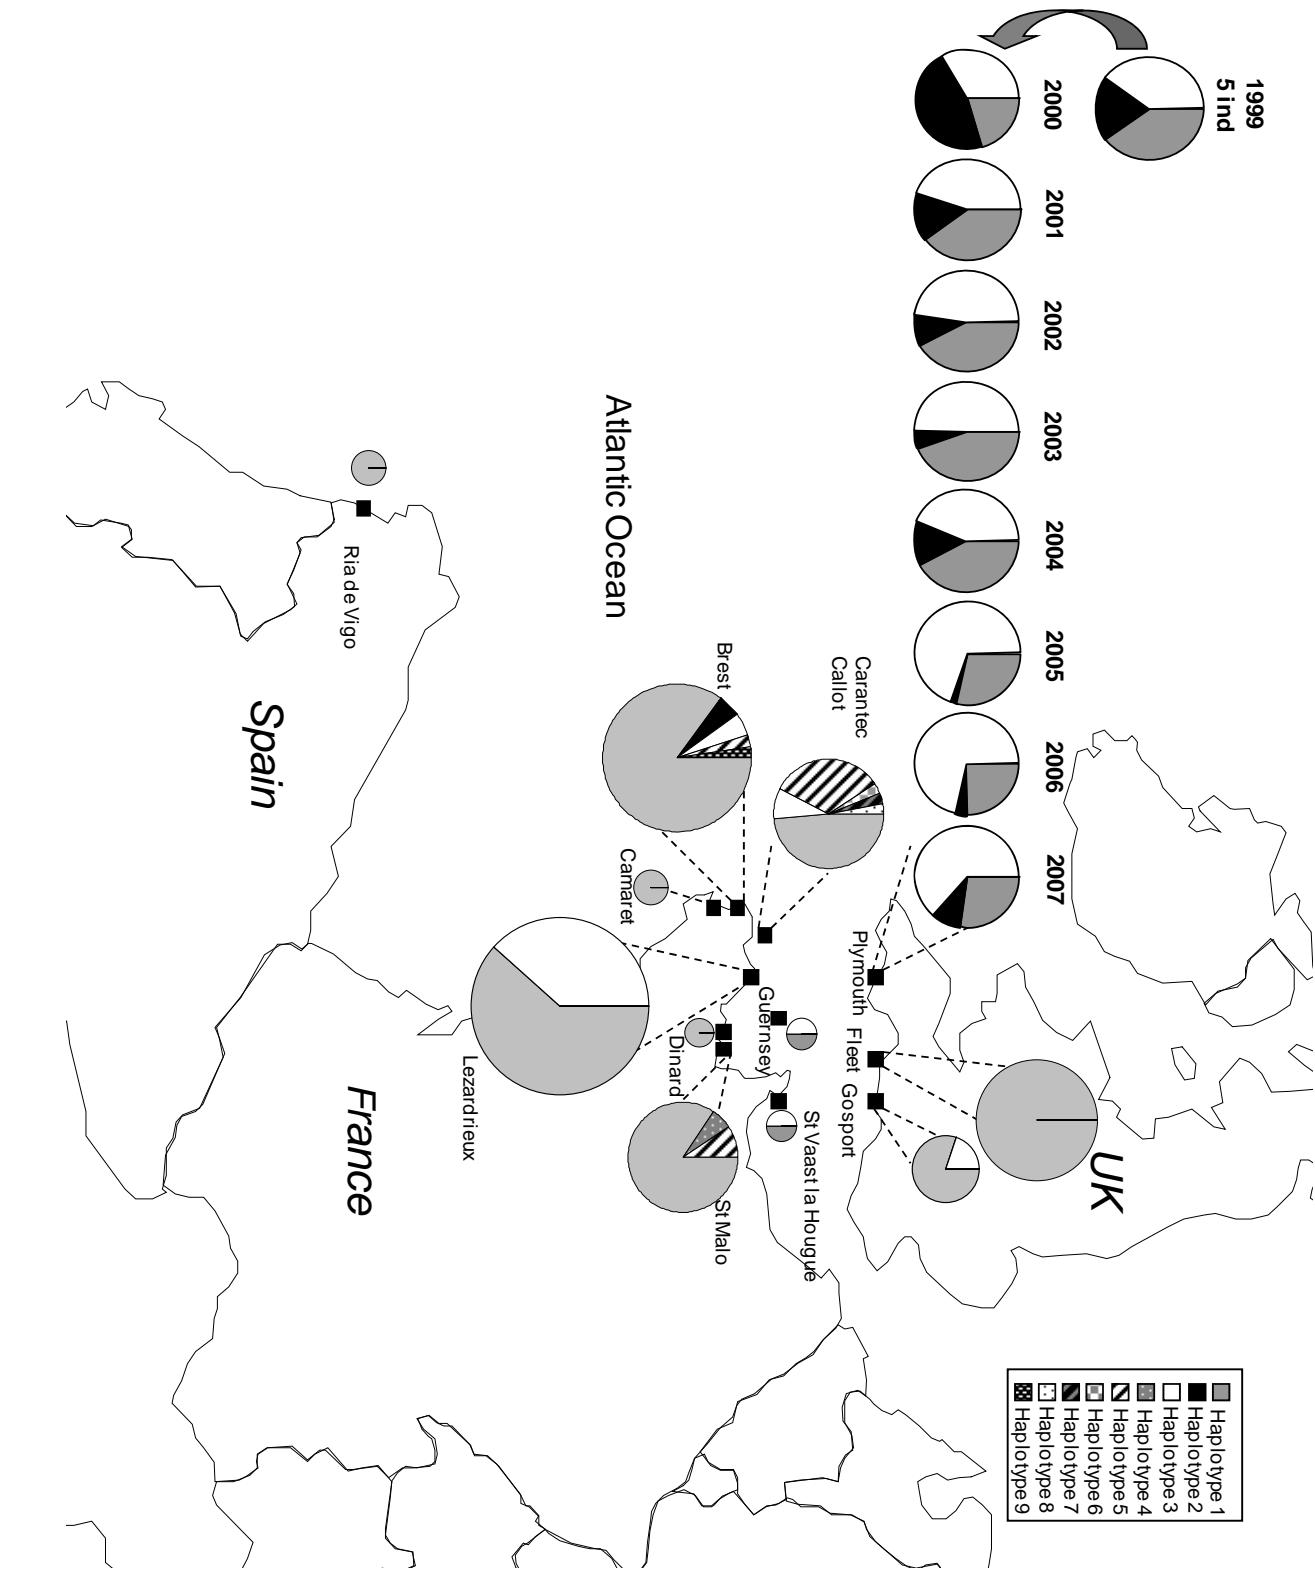 1999
5 ind
2000
2001
2002
2003
2004
2005
2006
2007
UK
Plymouth
Fleet
Gosport
Carantec
Callot
St Vaast la Hougue
Guernsey
Brest
St Malo
Dinard
Camaret
Atlantic Ocean
Lezardrieux
Ria de Vigo
France
Spain
Haplotype 1
Haplotype 2
Haplotype 3
Haplotype 4
Haplotype 5
Haplotype 6
Haplotype 7
Haplotype 8
Haplotype 9